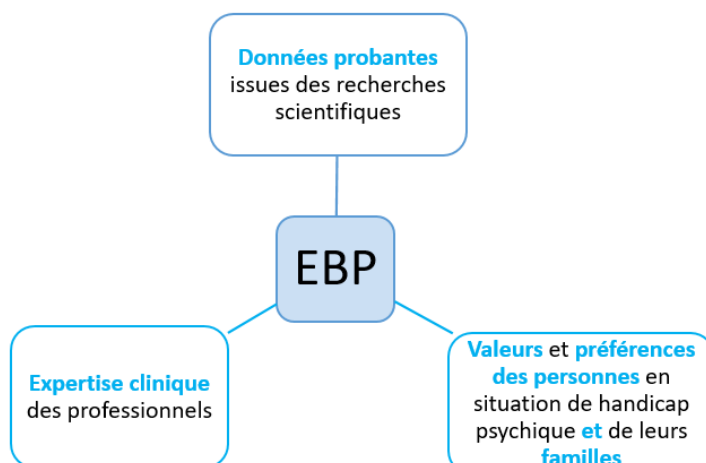 Données probantes
issues des recherches
scientifiques
EBP
Expertise clinique
des professionnels
Valeurs et préférences
des personnes en
situation de handicap
psychique et de leurs
familles